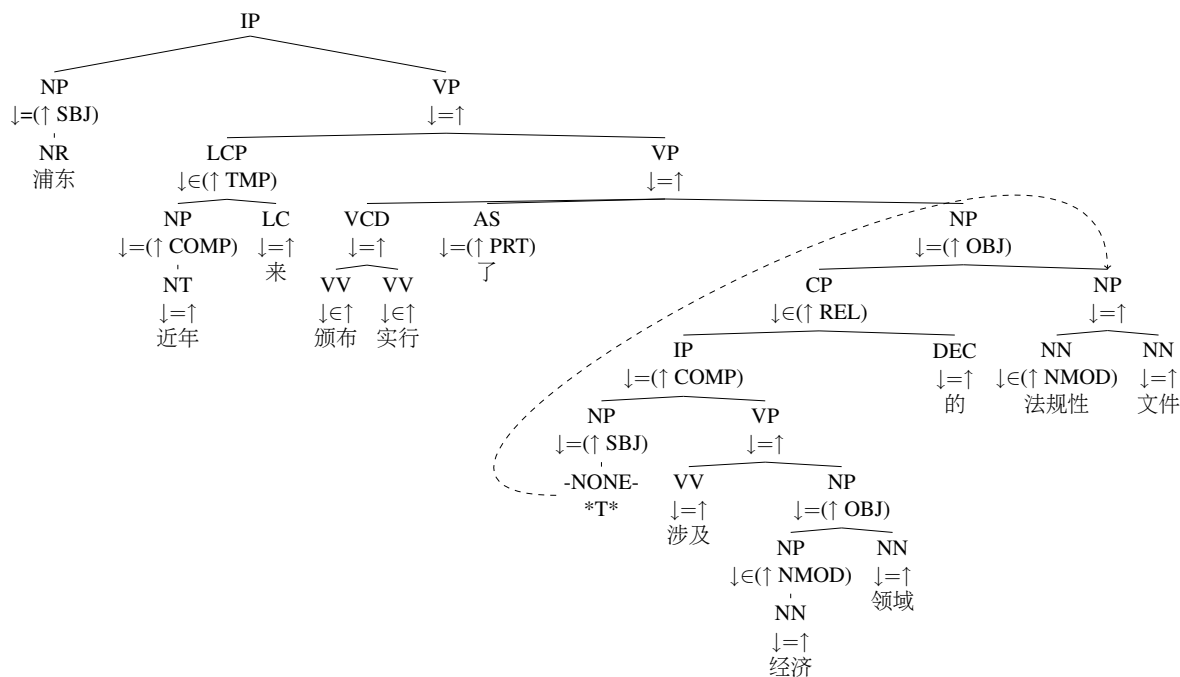 IP
NP VP
↓=(↑ SBJ) ↓=↑
NR LCP VP
浦东 ↓∈(↑ TMP) ↓=↑
NP LC VCD AS NP
↓=(↑ COMP) ↓=↑ ↓=↑ ↓=(↑ PRT) ↓=(↑ OBJ)
来 了
NT VV VV CP NP
↓=↑ ↓∈↑ ↓∈↑ ↓∈(↑ REL) ↓=↑
近年 颁布 实行
IP DEC NN NN
↓=(↑ COMP) ↓=↑ ↓∈(↑ NMOD) ↓=↑
的 法规性 文件
NP VP
↓=(↑ SBJ) ↓=↑
-NONE- VV NP
*T* ↓=↑ ↓=(↑ OBJ)
涉及
NP NN
↓∈(↑ NMOD) ↓=↑
领域
NN
↓=↑
经济